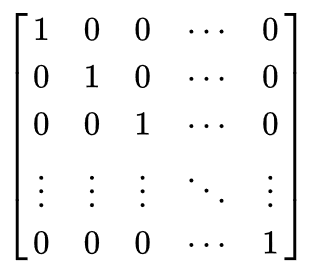 1 0 0 ⋯ 0
0 1 0 ⋯ 0
0 0 1 ⋯ 0
⋮ ⋮ ⋮ ⋱ ⋮
0 0 0 ⋯ 1